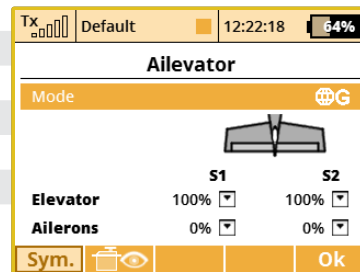 Tx Default 12:22:18 64%
Ailevator
Mode G
S1 S2
Elevator 100% 100%
Ailerons 0% 0%
Sym. Ok